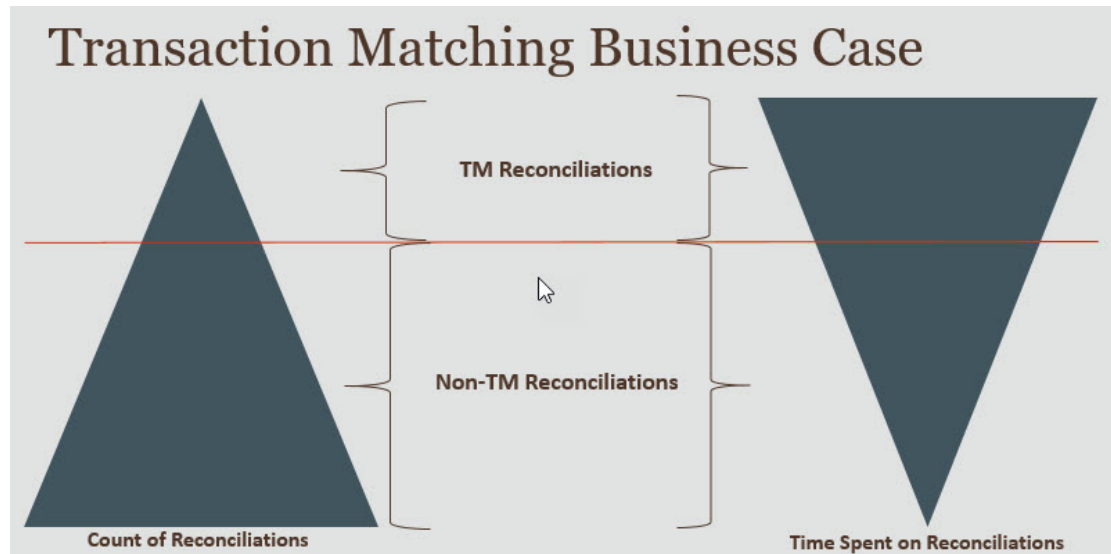 Transaction Matching Business Case
TM Reconciliations
Non-TM Reconciliations
Count of Reconciliations
Time Spent on Reconciliations